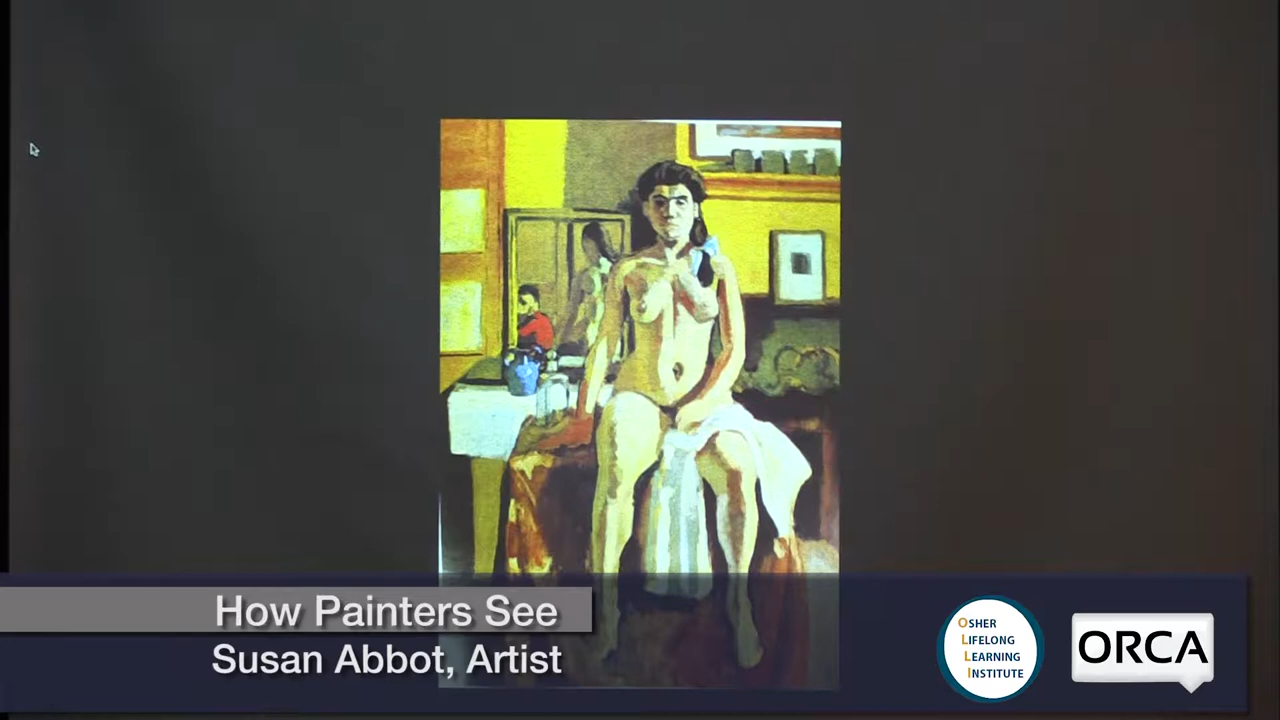 How Painters See
Susan Abbot, Artist
OSHER
LIFELONG
LEARNING
INSTITUTE
ORCA